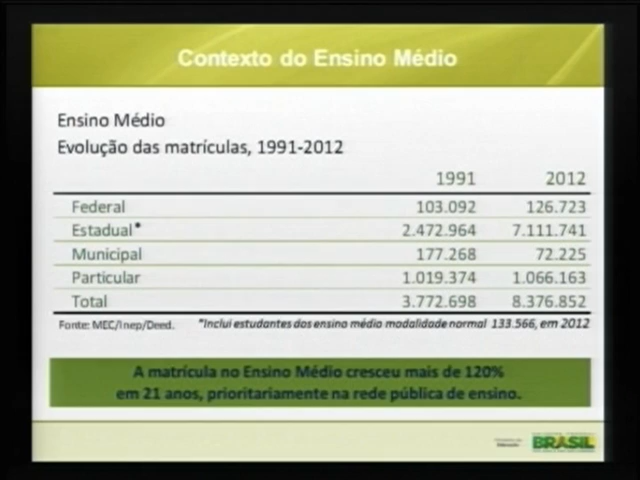 Contexto do Ensino Médio
Ensino Médio
Evolução das matrículas, 1991-2012
1991 2012
Federal 103.092 126.723
Estadual* 2.472.964 7.111.741
Municipal 177.268 72.225
Particular 1.019.374 1.066.163
Total 3.772.698 8.376.852
Fonte: MEC/Inep/Deed. *Inclui estudantes dos ensino médio modalidade normal 133.566, em 2012
A matrícula no Ensino Médio cresceu mais de 120%
em 21 anos, prioritariamente na rede pública de ensino.
BRASIL